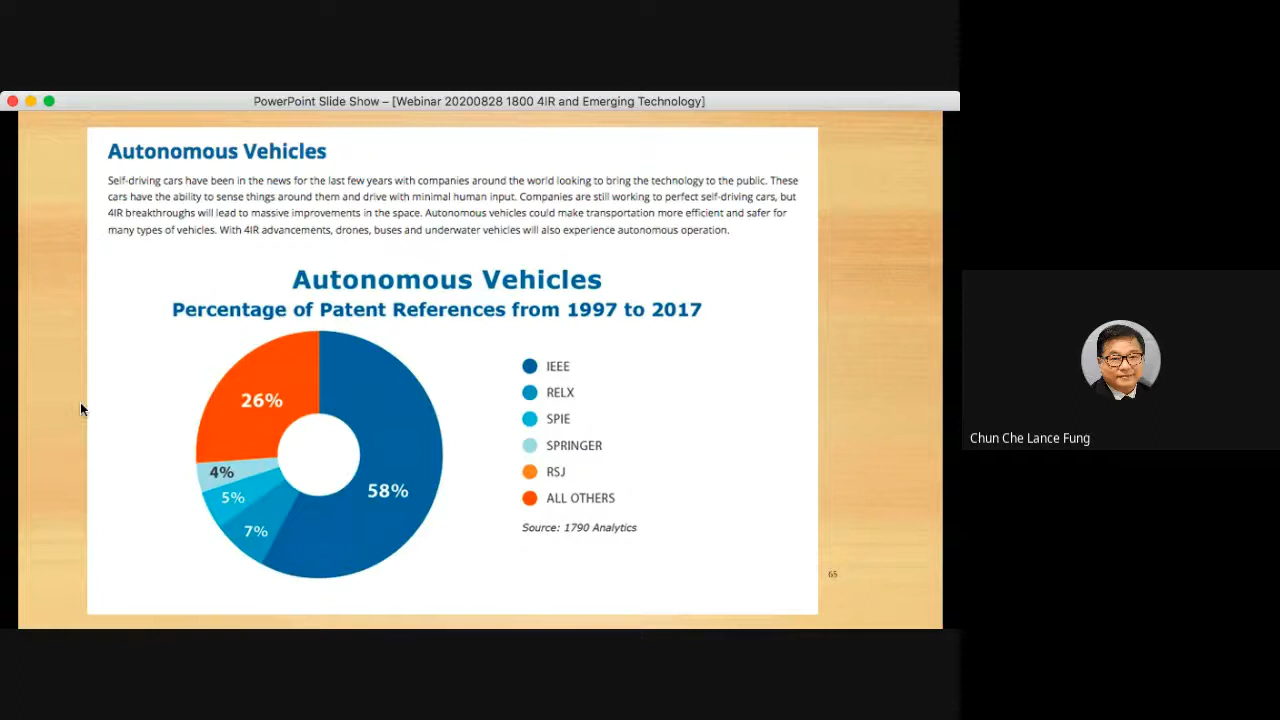 PowerPoint Slide Show – [Webinar 20200828 1800 4IR and Emerging Technology]
Autonomous Vehicles
Self-driving cars have been in the news for the last few years with companies around the world looking to bring the technology to the public. These
cars have the ability to sense things around them and drive with minimal human input. Companies are still working to perfect self-driving cars, but
4IR breakthroughs will lead to massive improvements in the space. Autonomous vehicles could make transportation more efficient and safer for
many types of vehicles. With 4IR advancements, drones, buses and underwater vehicles will also experience autonomous operation.
Autonomous Vehicles
Percentage of Patent References from 1997 to 2017
26%
4%
5%
7%
58%
IEEE
RELX
SPIE
SPRINGER
RSJ
ALL OTHERS
Source: 1790 Analytics
65
Chun Che Lance Fung